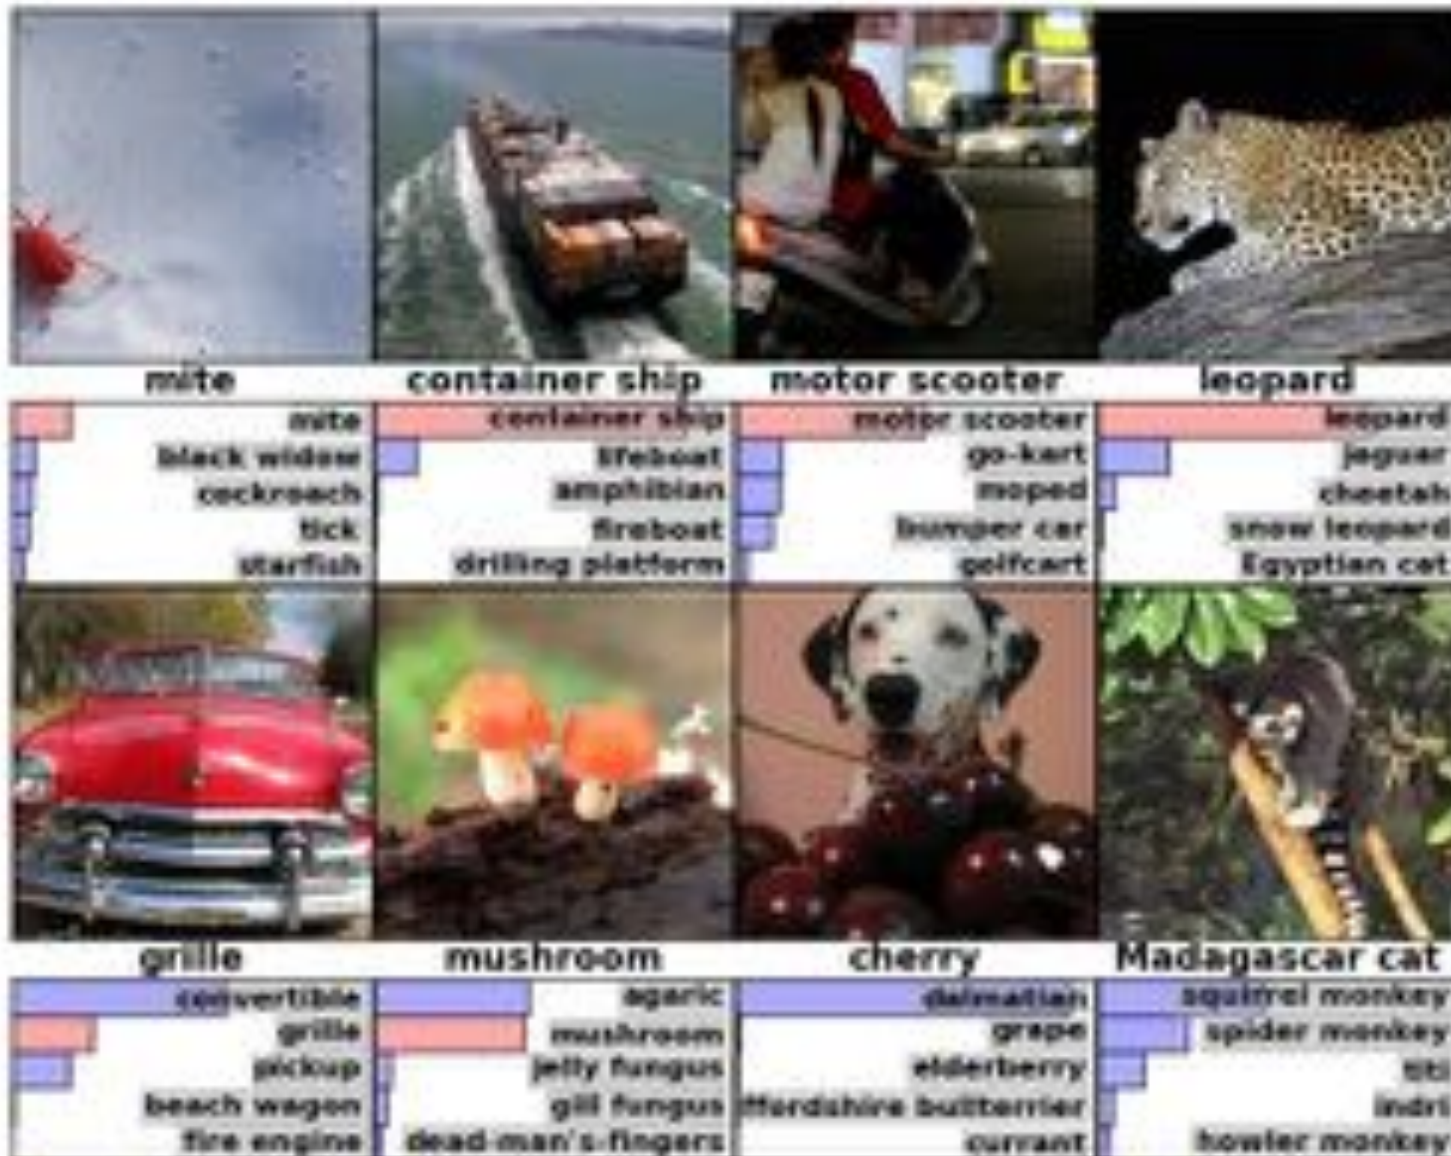 mite
container ship
motor scooter
leopard
mite
black widow
cockroach
tick
starfish
container ship
lifeboat
amphibian
fireboat
drilling platform
motor scooter
go-kart
moped
bumper car
golfcart
leopard
jaguar
cheetah
snow leopard
Egyptian cat
grille
mushroom
cherry
Madagascar cat
convertible
grille
pickup
beach wagon
fire engine
agaric
mushroom
jelly fungus
gill fungus
dead-man's-fingers
dalmatian
grape
elderberry
ffordshire bullterrier
currant
squirrel monkey
spider monkey
titi
indri
howler monkey